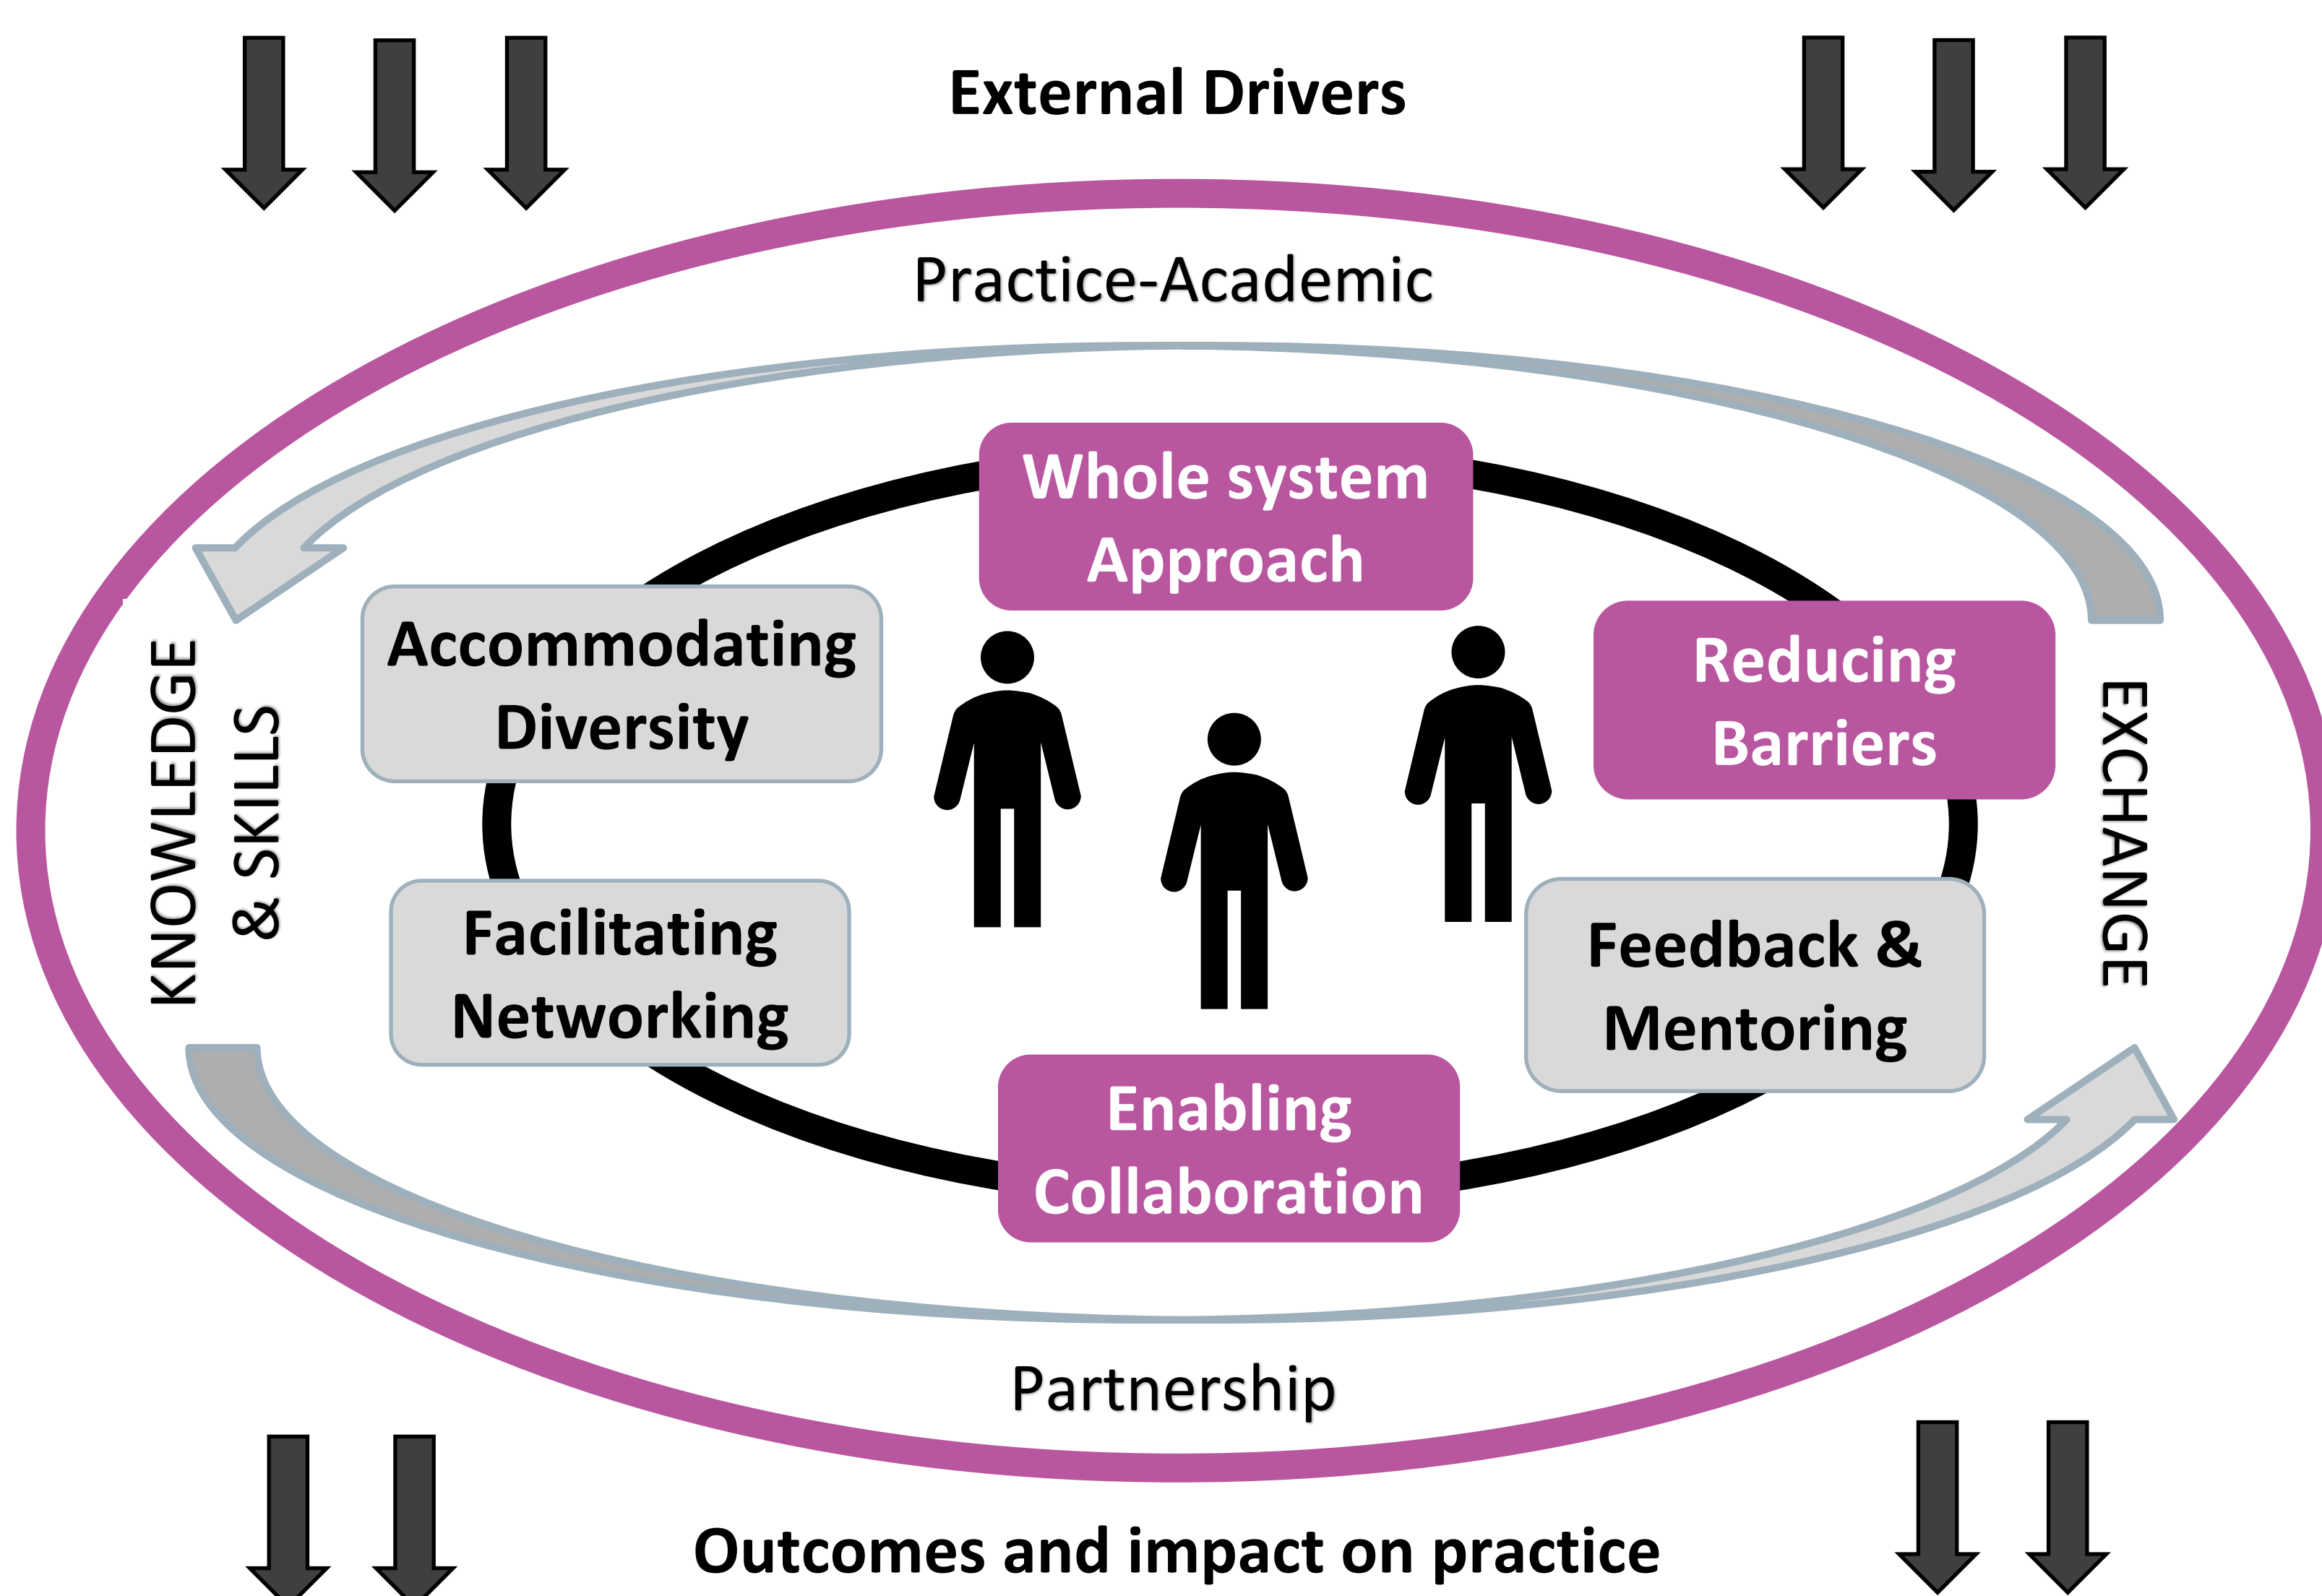 External Drivers
Practice-Academic
Whole system
Approach
Accommodating
Diversity
Reducing
Barriers
KNOWLEDGE
& SKILLS
EXCHANGE
Facilitating
Networking
Feedback &
Mentoring
Enabling
Collaboration
Partnership
Outcomes and impact on practice